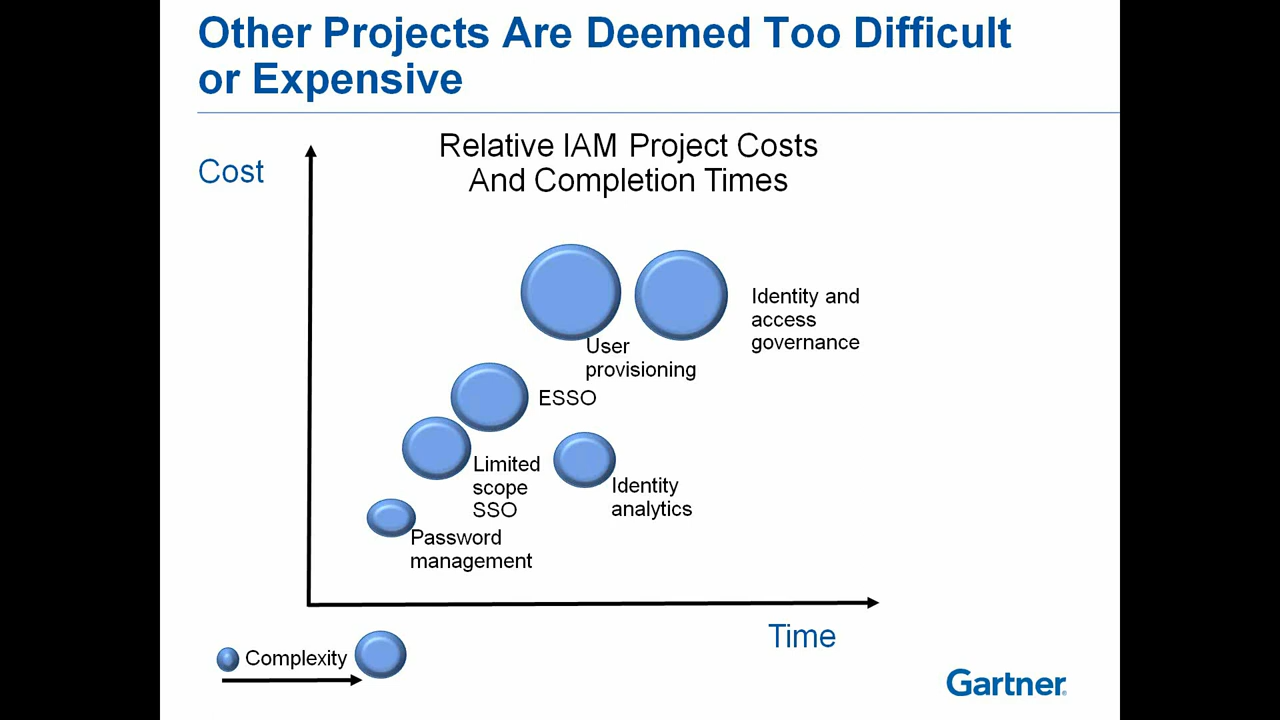 Other Projects Are Deemed Too Difficult
or Expensive
Relative IAM Project Costs
And Completion Times
Cost
Identity and
access
governance
User
provisioning
ESSO
Limited
scope
SSO
Identity
analytics
Password
management
Time
Complexity
Gartner